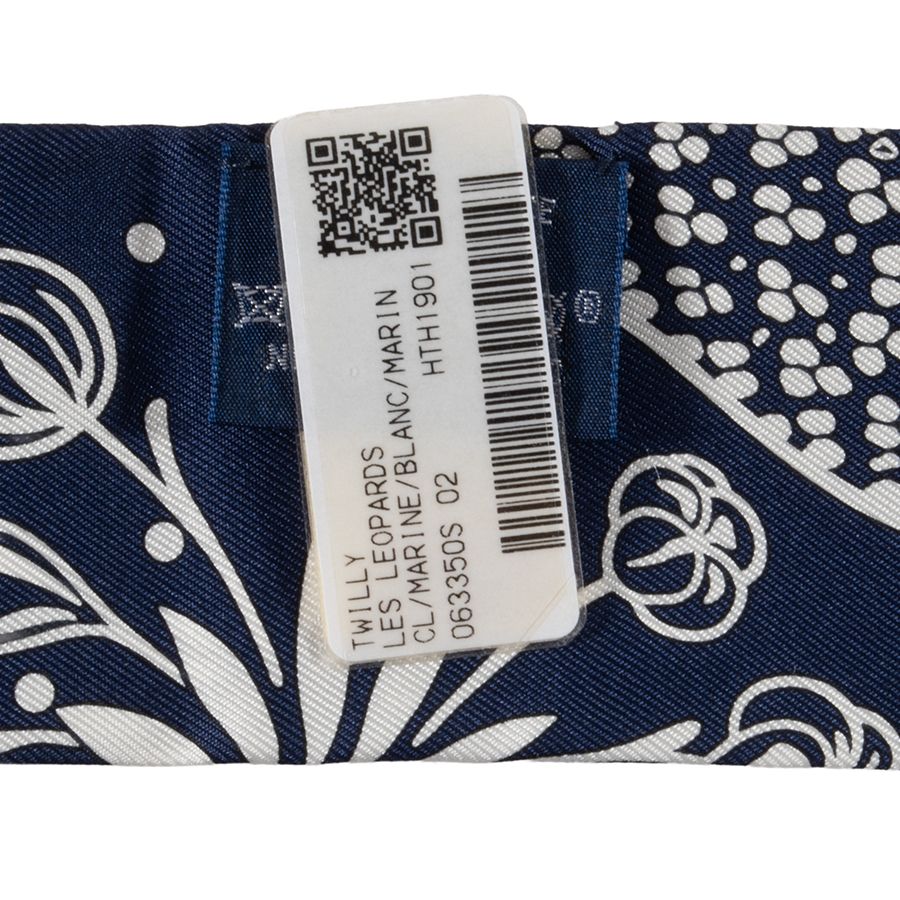 TWILLY
LES LEOPARDS
CL/MARINE/BLANC/MARIN
063350S 02 HTH1901